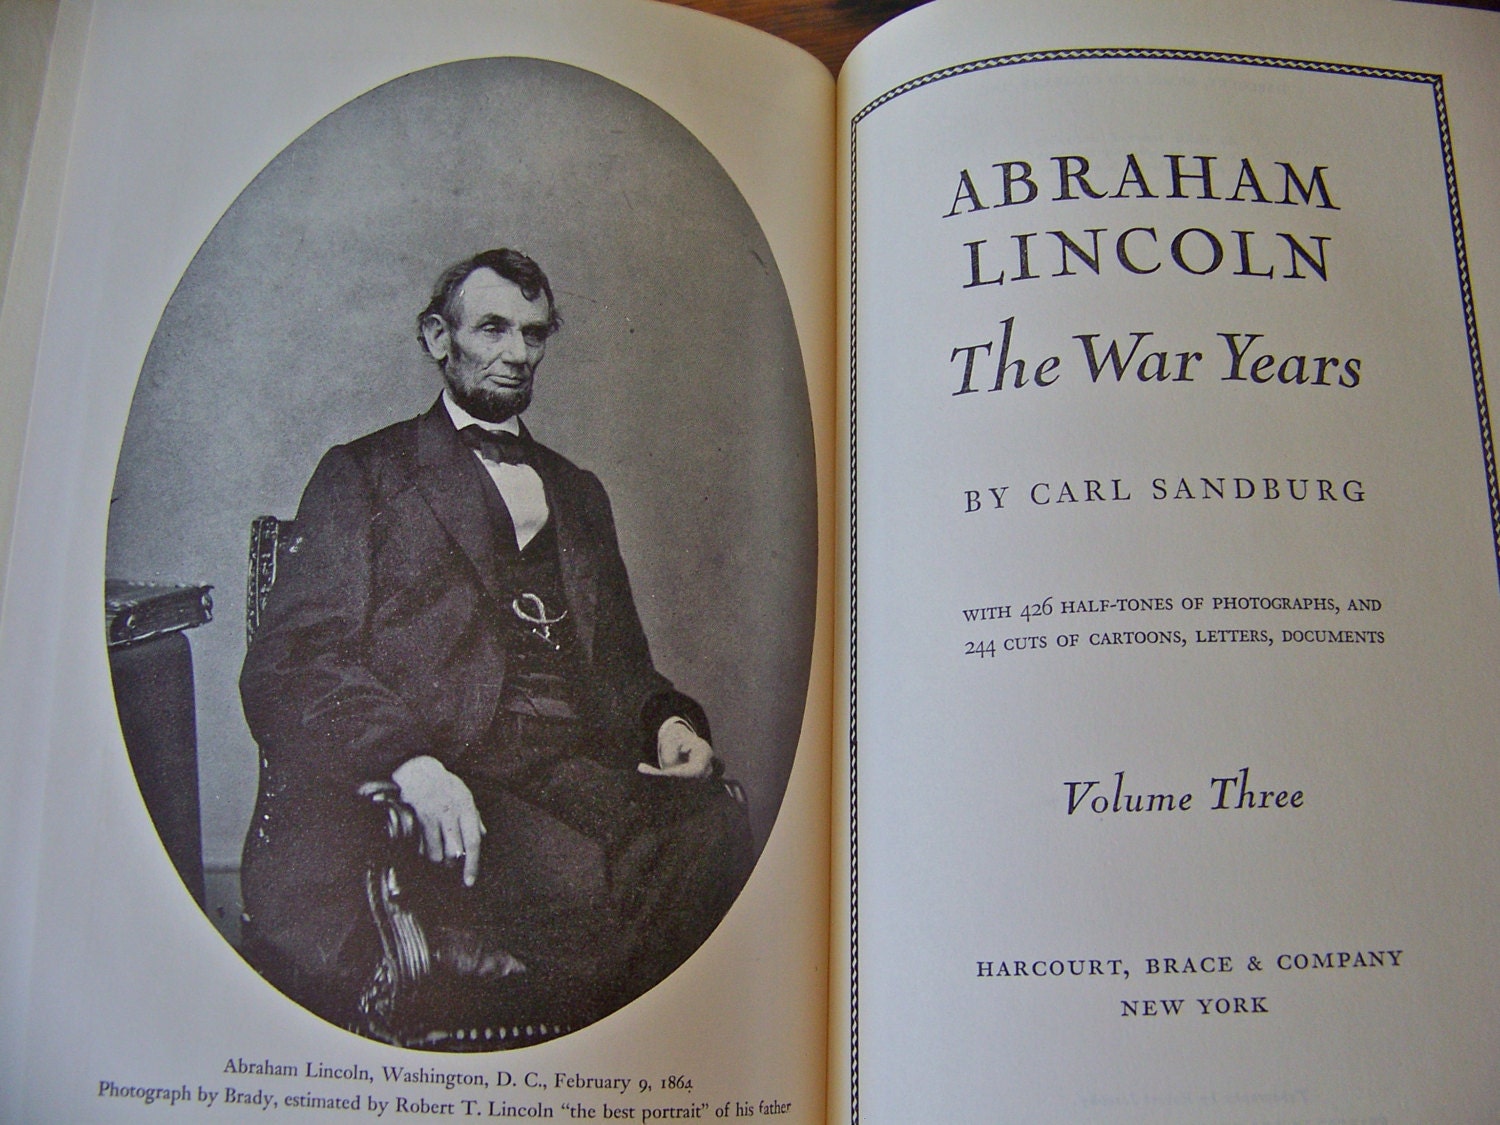 Abraham Lincoln, Washington, D. C., February 9, 1864
Photograph by Brady, estimated by Robert T. Lincoln “the best portrait” of his father
ABRAHAM
LINCOLN
The War Years
BY CARL SANDBURG
WITH 426 HALF-TONES OF PHOTOGRAPHS, AND
244 CUTS OF CARTOONS, LETTERS, DOCUMENTS
Volume Three
HARCOURT, BRACE & COMPANY
NEW YORK